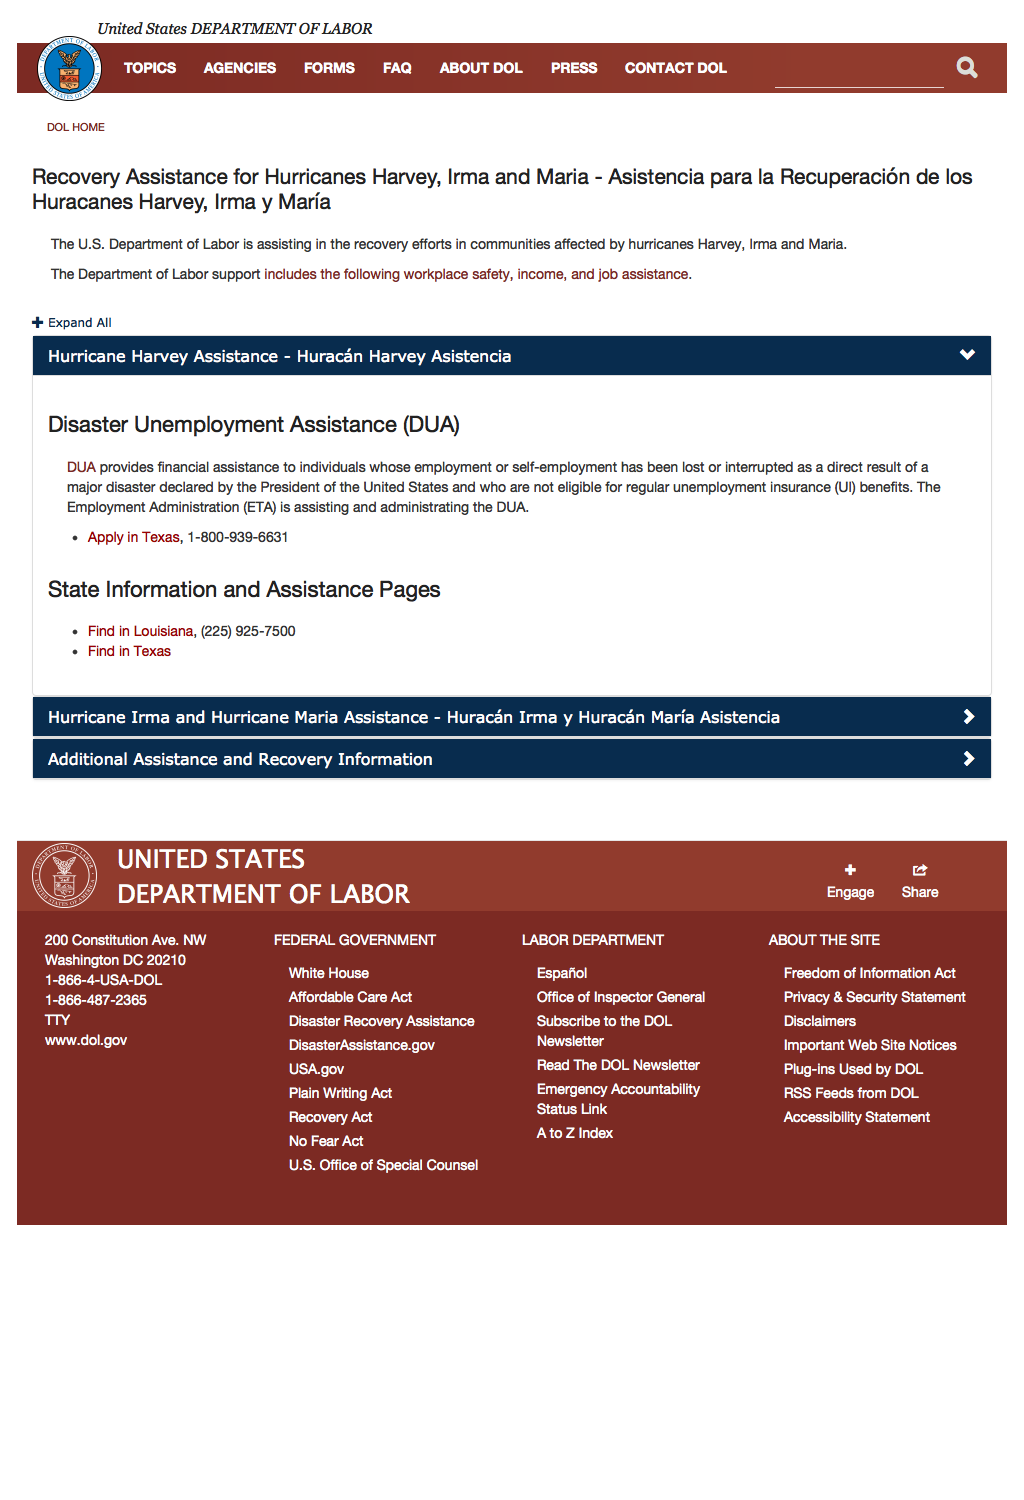 United States DEPARTMENT OF LABOR
TOPICS AGENCIES FORMS FAQ ABOUT DOL PRESS CONTACT DOL
DOL HOME
Recovery Assistance for Hurricanes Harvey, Irma and Maria - Asistencia para la Recuperación de los
Huracanes Harvey, Irma y María
The U.S. Department of Labor is assisting in the recovery efforts in communities affected by hurricanes Harvey, Irma and Maria.
The Department of Labor support includes the following workplace safety, income, and job assistance.
Expand All
Hurricane Harvey Assistance - Huracán Harvey Asistencia
Disaster Unemployment Assistance (DUA)
DUA provides financial assistance to individuals whose employment or self-employment has been lost or interrupted as a direct result of a
major disaster declared by the President of the United States and who are not eligible for regular unemployment insurance (UI) benefits. The
Employment Administration (ETA) is assisting and administrating the DUA.
• Apply in Texas, 1-800-939-6631
State Information and Assistance Pages
• Find in Louisiana, (225) 925-7500
• Find in Texas
Hurricane Irma and Hurricane Maria Assistance - Huracán Irma y Huracán María Asistencia
Additional Assistance and Recovery Information
UNITED STATES
DEPARTMENT OF LABOR
Engage Share
200 Constitution Ave. NW
Washington DC 20210
1-866-4-USA-DOL
1-866-487-2365
TTY
www.dol.gov
FEDERAL GOVERNMENT
White House
Affordable Care Act
Disaster Recovery Assistance
DisasterAssistance.gov
USA.gov
Plain Writing Act
Recovery Act
No Fear Act
U.S. Office of Special Counsel
LABOR DEPARTMENT
Español
Office of Inspector General
Subscribe to the DOL
Newsletter
Read The DOL Newsletter
Emergency Accountability
Status Link
A to Z Index
ABOUT THE SITE
Freedom of Information Act
Privacy & Security Statement
Disclaimers
Important Web Site Notices
Plug-ins Used by DOL
RSS Feeds from DOL
Accessibility Statement